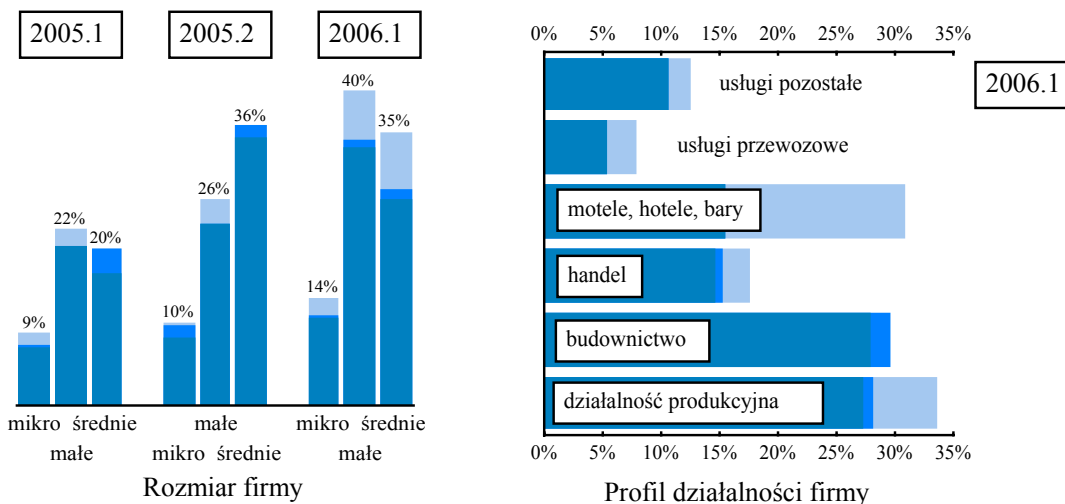 2005.1
2005.2
2006.1
9%
22%
20%
10%
26%
36%
14%
40%
35%
mikro średnie
małe
małe
mikro średnie
mikro średnie
małe
Rozmiar firmy
0% 5% 10% 15% 20% 25% 30% 35%
2006.1
usługi pozostałe
usługi przewozowe
motele, hotele, bary
handel
budownictwo
działalność produkcyjna
0% 5% 10% 15% 20% 25% 30% 35%
Profil działalności firmy